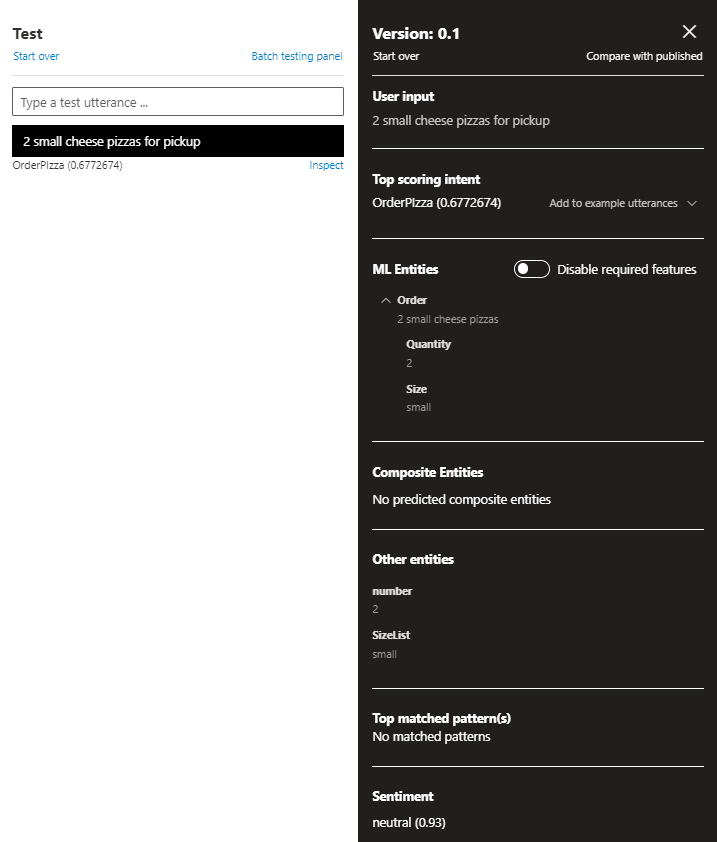 Test
Start over
Batch testing panel
Type a test utterance ...
2 small cheese pizzas for pickup
OrderPIzza (0.6772674)
Inspect
Version: 0.1
Start over
Compare with published
User input
2 small cheese pizzas for pickup
Top scoring intent
OrderPIzza (0.6772674)
Add to example utterances
ML Entities
Disable required features
Order
2 small cheese pizzas
Quantity
2
Size
small
Composite Entities
No predicted composite entities
Other entities
number
2
SizeList
small
Top matched pattern(s)
No matched patterns
Sentiment
neutral (0.93)